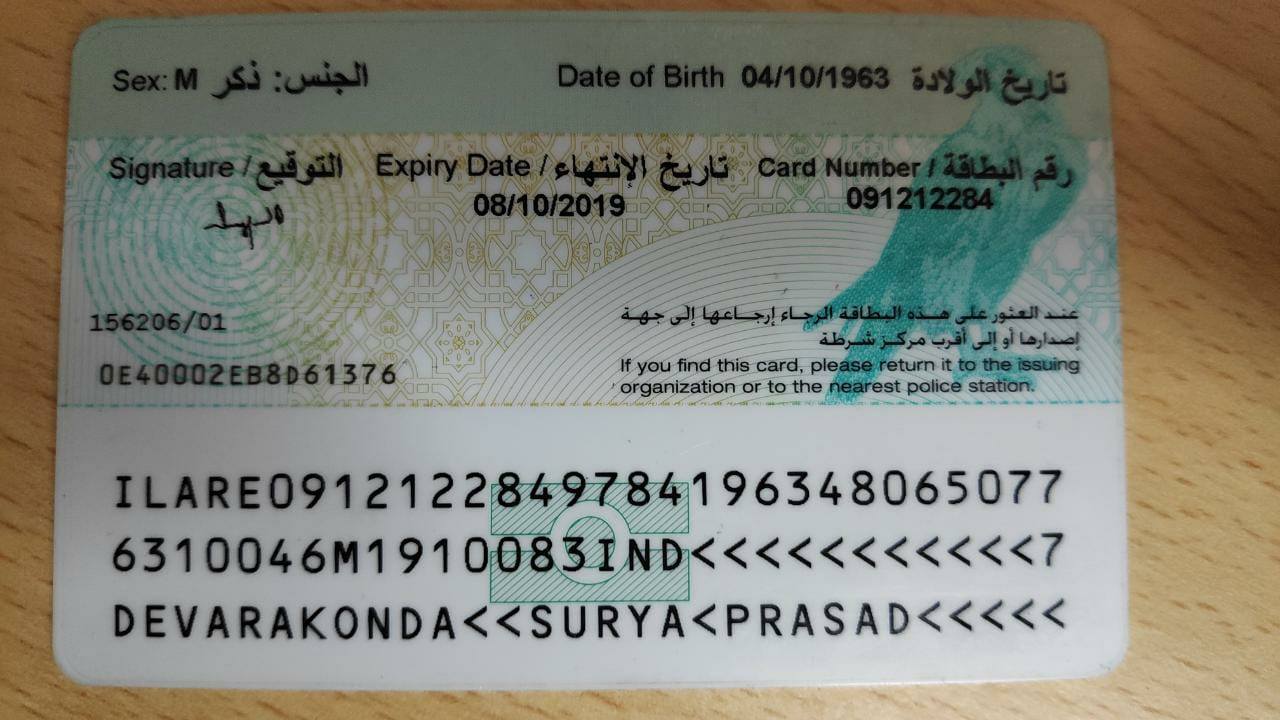 Sex: M الجنس: ذكر Date of Birth 04/10/1963 تاريخ الولادة
Signature / التوقيع Expiry Date / تاريخ الإنتهاء Card Number / رقم البطاقة
08/10/2019 091212284
156206/01
0E40002EB8D61376
عند العثور على هذه البطاقة الرجاء إرجاعها إلى جهة
إصدارها أو إلى أقرب مركز شرطة
If you find this card, please return it to the issuing
organization or to the nearest police station.
ILARE0912122849784196348065077
6310046M1910083IND<<<<<<<<<<<7
DEVARAKONDA<<SURYA<PRASAD<<<<<